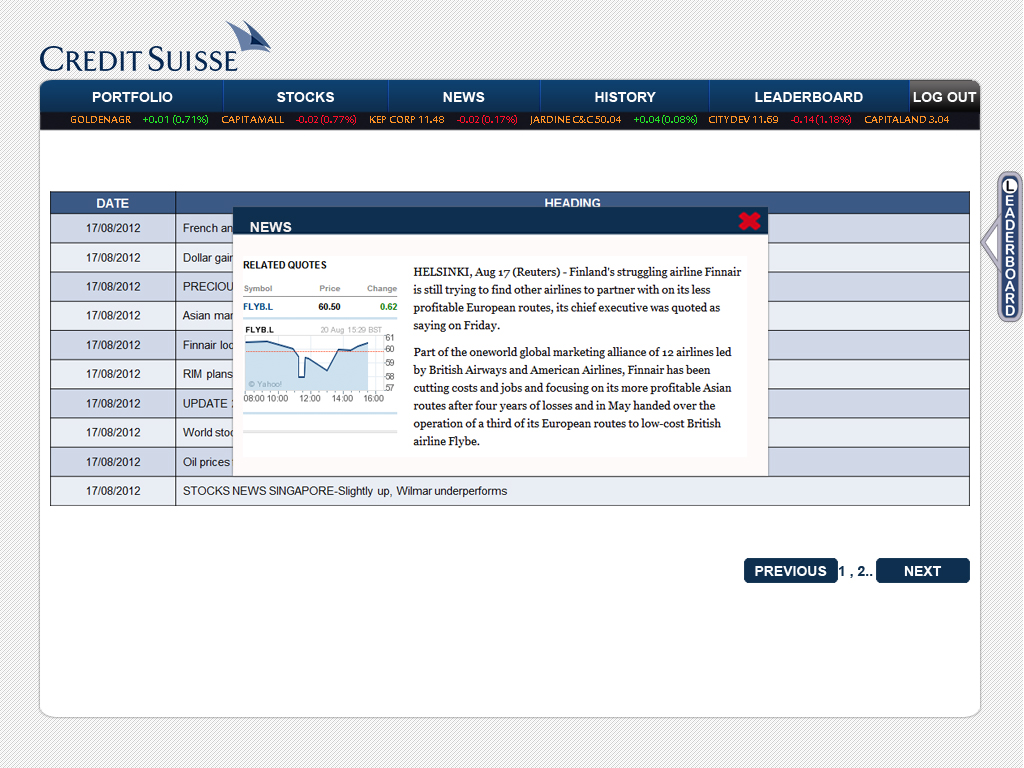 CREDIT SUISSE
PORTFOLIO STOCKS NEWS HISTORY LEADERBOARD LOG OUT
GOLDENAGR +0.01 (0.71%) CAPITAMALL -0.02(0.77%) KEP CORP 11.48 -0.02(0.17%) JARDINE C&C 50.04 +0.04(0.08%) CITYDEV 11.69 -0.14(1.18%) CAPITALAND 3.04
LEADERBOARD
DATE HEADING
17/08/2012 French an
17/08/2012 Dollar gair
17/08/2012 PRECIOU
17/08/2012 Asian mar
17/08/2012 Finnair loo
17/08/2012 RIM plans
17/08/2012 UPDATE
17/08/2012 World stoc
17/08/2012 Oil prices
17/08/2012 STOCKS NEWS SINGAPORE-Slightly up, Wilmar underperforms
NEWS
RELATED QUOTES
Symbol Price Change
FLYB.L 60.50 0.62
FLYB.L 20 Aug 15:29 BST
61
60
59
58
57
© Yahoo!
08:00 10:00 12:00 14:00 16:00
HELSINKI, Aug 17 (Reuters) - Finland's struggling airline Finnair
is still trying to find other airlines to partner with on its less
profitable European routes, its chief executive was quoted as
saying on Friday.
Part of the oneworld global marketing alliance of 12 airlines led
by British Airways and American Airlines, Finnair has been
cutting costs and jobs and focusing on its more profitable Asian
routes after four years of losses and in May handed over the
operation of a third of its European routes to low-cost British
airline Flybe.
PREVIOUS 1 , 2.. NEXT